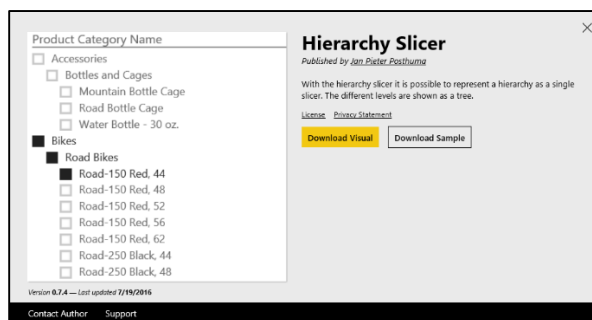 Product Category Name
Accessories
Bottles and Cages
Mountain Bottle Cage
Road Bottle Cage
Water Bottle - 30 oz.
Bikes
Road Bikes
Road-150 Red, 44
Road-150 Red, 48
Road-150 Red, 52
Road-150 Red, 56
Road-150 Red, 62
Road-250 Black, 44
Road-250 Black, 48
Version 0.7.4 — Last updated 7/19/2016
Hierarchy Slicer
Published by Jan Pieter Posthuma
With the hierarchy slicer it is possible to represent a hierarchy as a single
slicer. The different levels are shown as a tree.
License Privacy Statement
Download Visual Download Sample
Contact Author Support